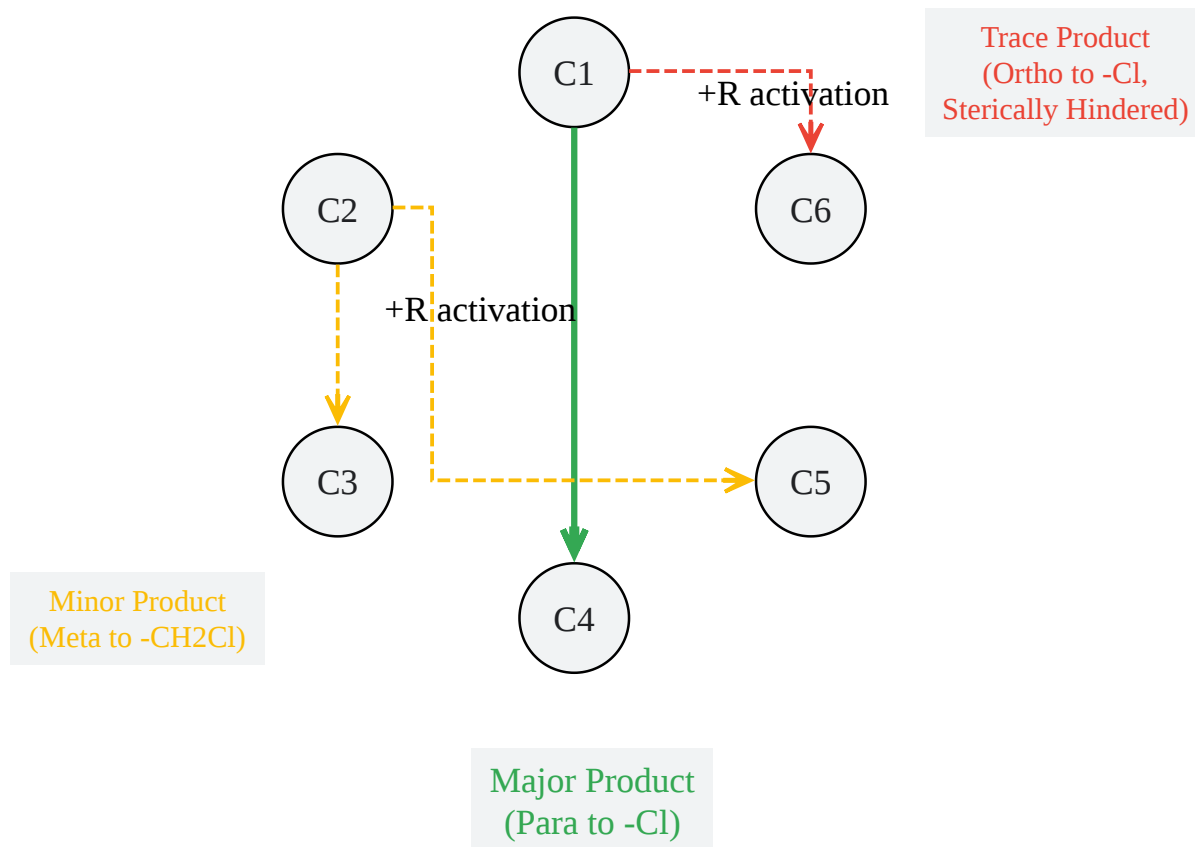 C1
Trace Product
(Ortho to -Cl,
Sterically Hindered)
+R activation
C2
C6
+R activation
C3
C5
Minor Product
(Meta to -CH2Cl)
C4
Major Product
(Para to -Cl)